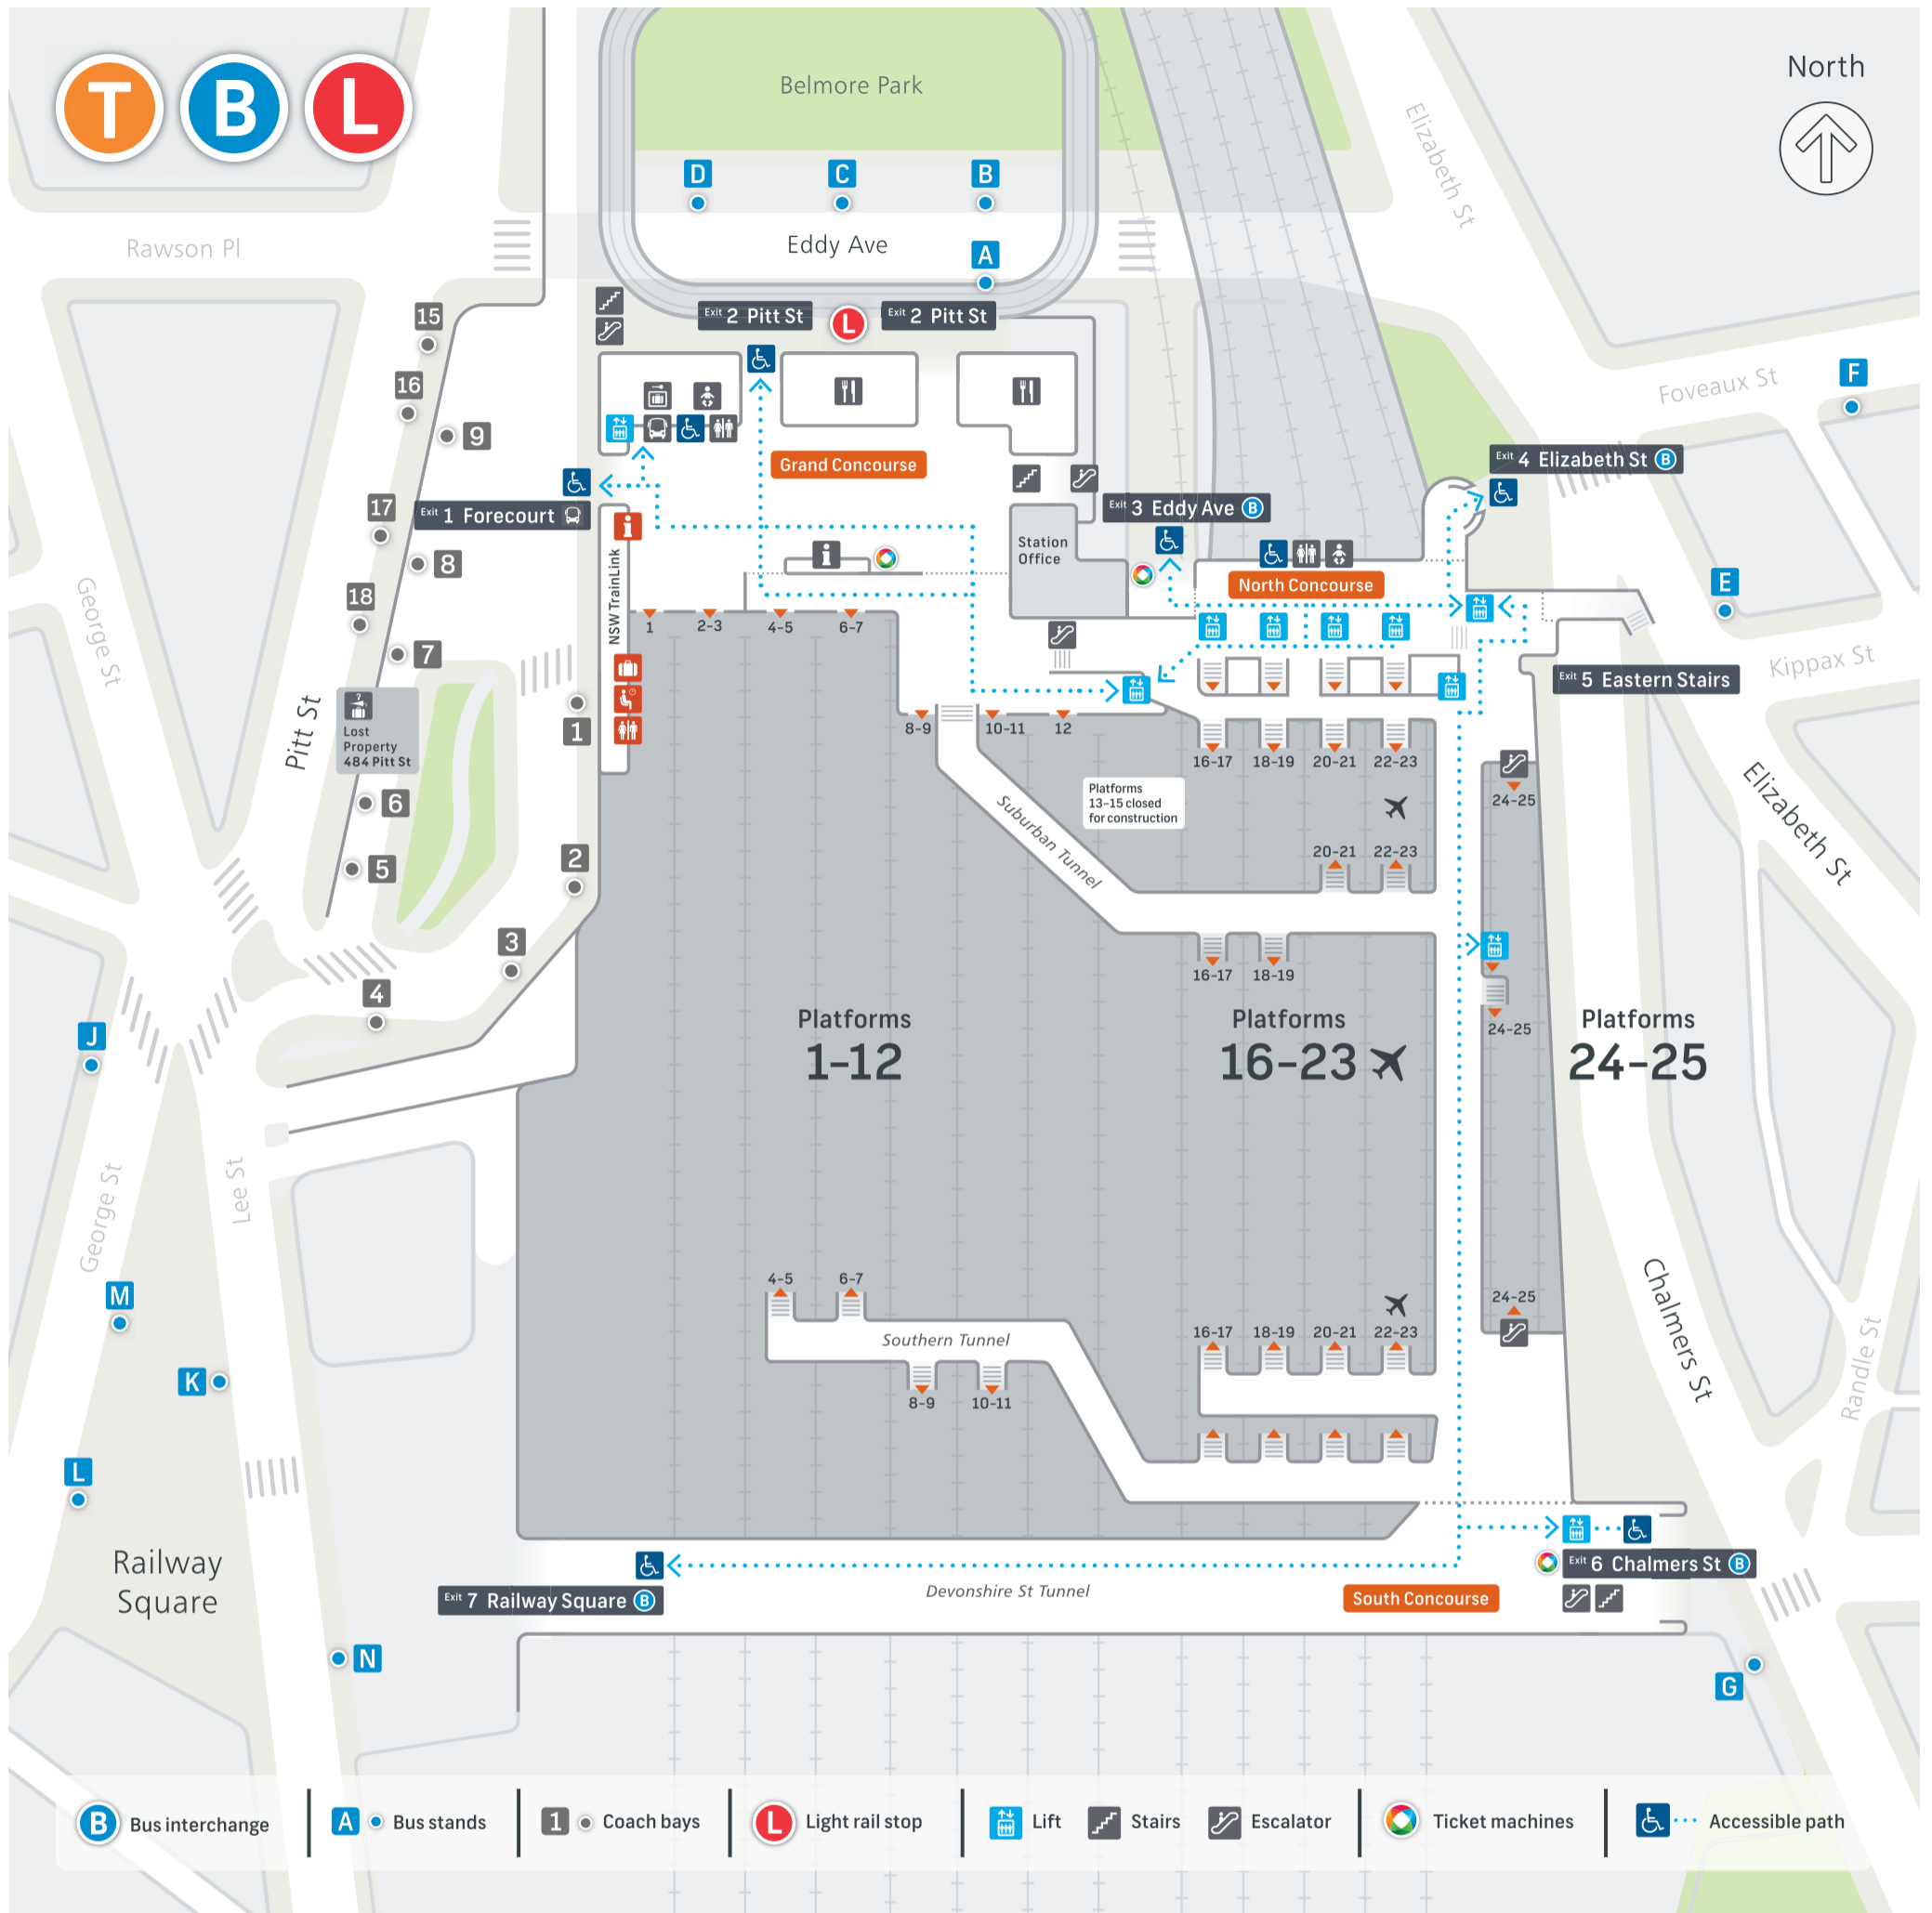 T B L
North
Belmore Park
D
C
B
Eddy Ave
A
Rawson Pl
Elizabeth St
Exit 2 Pitt St
L
Exit 2 Pitt St
15
16
9
Foveaux St
F
Grand Concourse
Exit 4 Elizabeth St B
17
Exit 1 Forecourt
i
Exit 3 Eddy Ave B
8
Station
Office
i
North Concourse
George St
18
NSW TrainLink
E
1
2-3
4-5
6-7
7
Kippax St
Exit 5 Eastern Stairs
Pitt St
?
Lost
Property
484 Pitt St
1
8-9
10-11
12
16-17
18-19
20-21
22-23
Platforms
13-15 closed
for construction
24-25
6
Suburban Tunnel
Elizabeth St
5
2
20-21
22-23
3
16-17
18-19
4
J
24-25
Platforms
1-12
Platforms
16-23
Platforms
24-25
George St
Lee St
M
4-5
6-7
Southern Tunnel
8-9
10-11
24-25
16-17
18-19
20-21
22-23
Chalmers St
Randle St
K
L
Railway
Square
Exit 6 Chalmers St B
Devonshire St Tunnel
Exit 7 Railway Square B
South Concourse
N
G
B Bus interchange
A Bus stands
1 Coach bays
L Light rail stop
Lift
Stairs
Escalator
Ticket machines
Accessible path